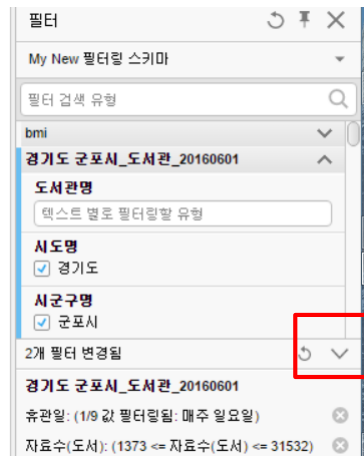 필터
My New 필터링 스키마
필터 검색 유형
bmi
경기도 군포시_도서관_20160601
도서관명
텍스트 별로 필터링할 유형
시도명
경기도
시군구명
군포시
2개 필터 변경됨
경기도 군포시_도서관_20160601
휴관일: (1/9 값 필터링됨: 매주 일요일)
자료수(도서): (1373 <= 자료수(도서) <= 31532)